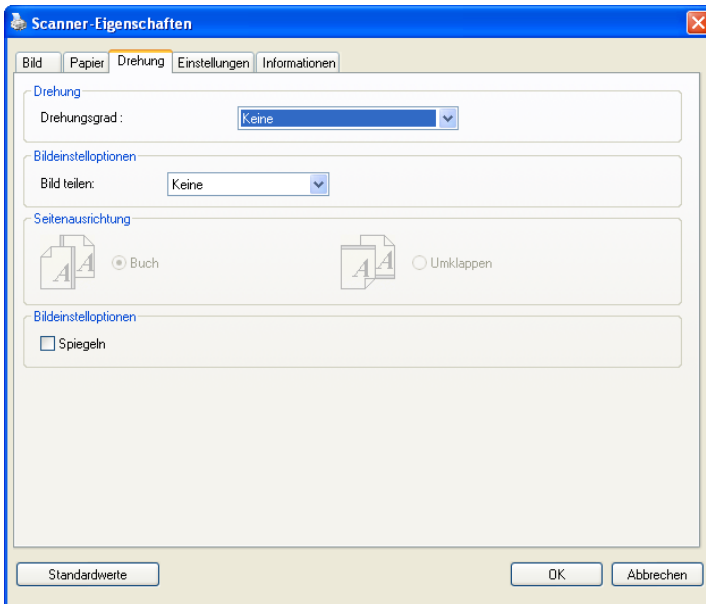 Scanner-Eigenschaften
Bild Papier Drehung Einstellungen Informationen
Drehung
Drehungsgrad : Keine
Bildeinstelloptionen
Bild teilen: Keine
Seitenausrichtung
A A Buch A A Umklappen
Bildeinstelloptionen
Spiegeln
Standardwerte OK Abbrechen